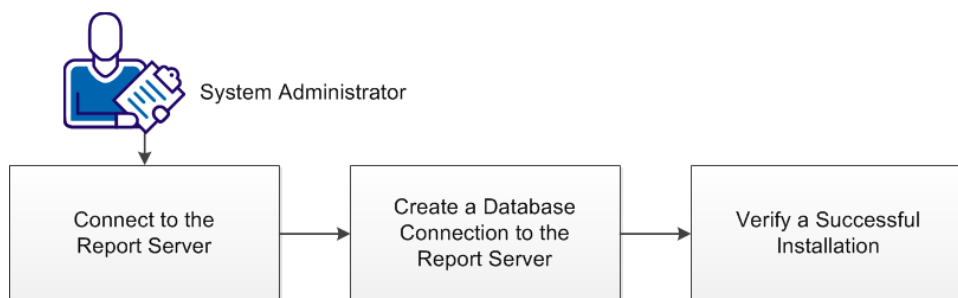 System Administrator
Connect to the
Report Server
Create a Database
Connection to the
Report Server
Verify a Successful
Installation